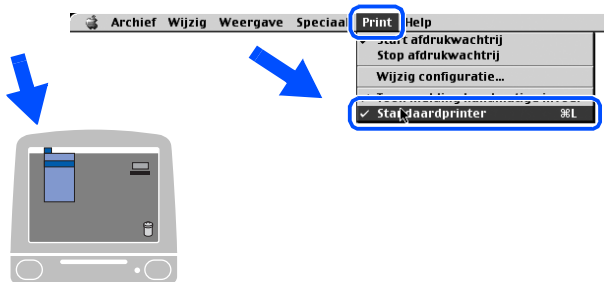 Archief Wijzig Weergave Speciaal Print Help
Start afdrukwachtrij
Stop afdrukwachtrij
Wijzig configuratie...
Standaardprinter ⌘L